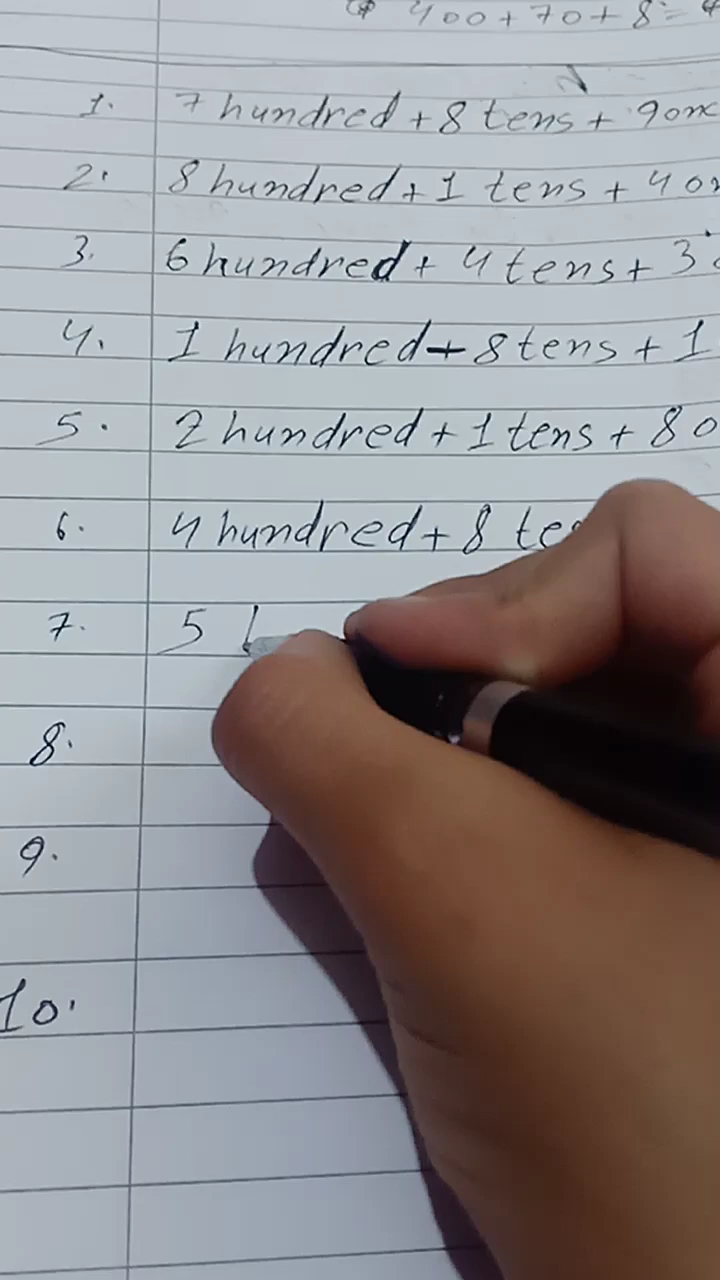 400+70+8=
1. 7 hundred + 8 tens + 9 one
2. 8 hundred + 1 tens + 4 on
3. 6 hundred + 4 tens + 3
4. 1 hundred + 8 tens + 1
5. 2 hundred + 1 tens + 8 o
6. 4 hundred + 8 te
7. 5
8.
9.
10.